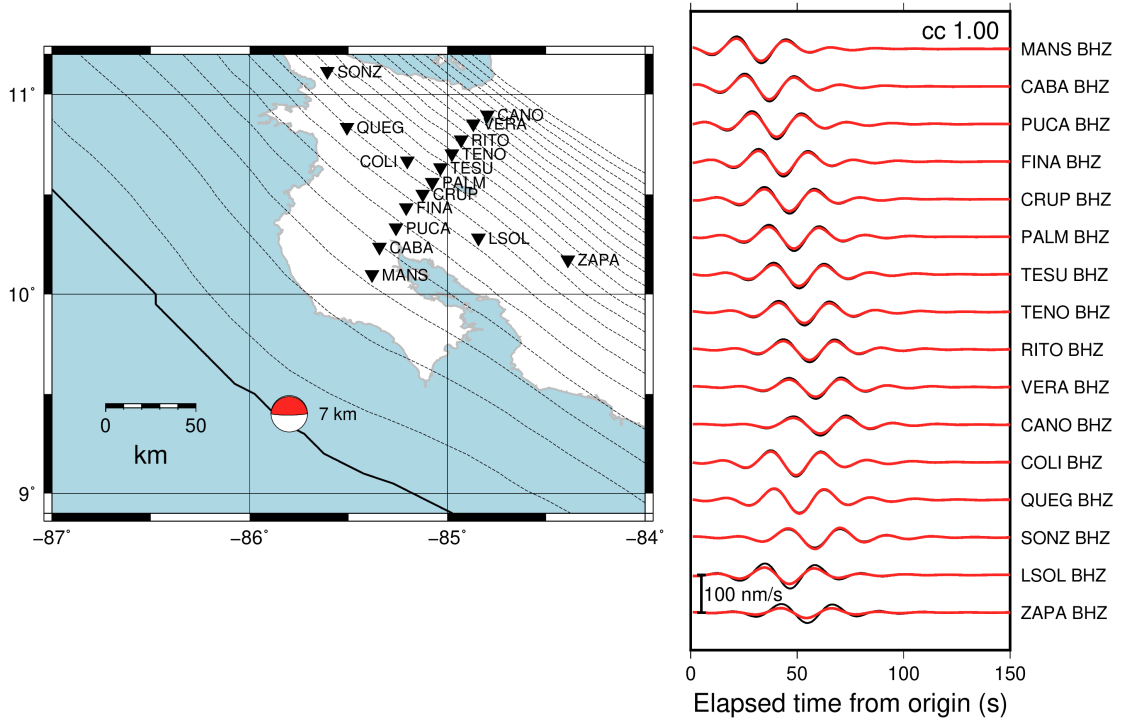 cc 1.00
SONZ
MANS BHZ
CABA BHZ
11˚
CANO
VERA
QUEG
PUCA BHZ
RITO
TENO
COLI
FINA BHZ
TESU
PALM
CRUP
CRUP BHZ
FINA
PUCA
PALM BHZ
LSOL
CABA
ZAPA
MANS
TESU BHZ
10˚
TENO BHZ
RITO BHZ
VERA BHZ
7 km
0 50
km
CANO BHZ
COLI BHZ
9˚
QUEG BHZ
−87˚ −86˚ −85˚ −84˚
SONZ BHZ
LSOL BHZ
100 nm/s
ZAPA BHZ
0 50 100 150
Elapsed time from origin (s)